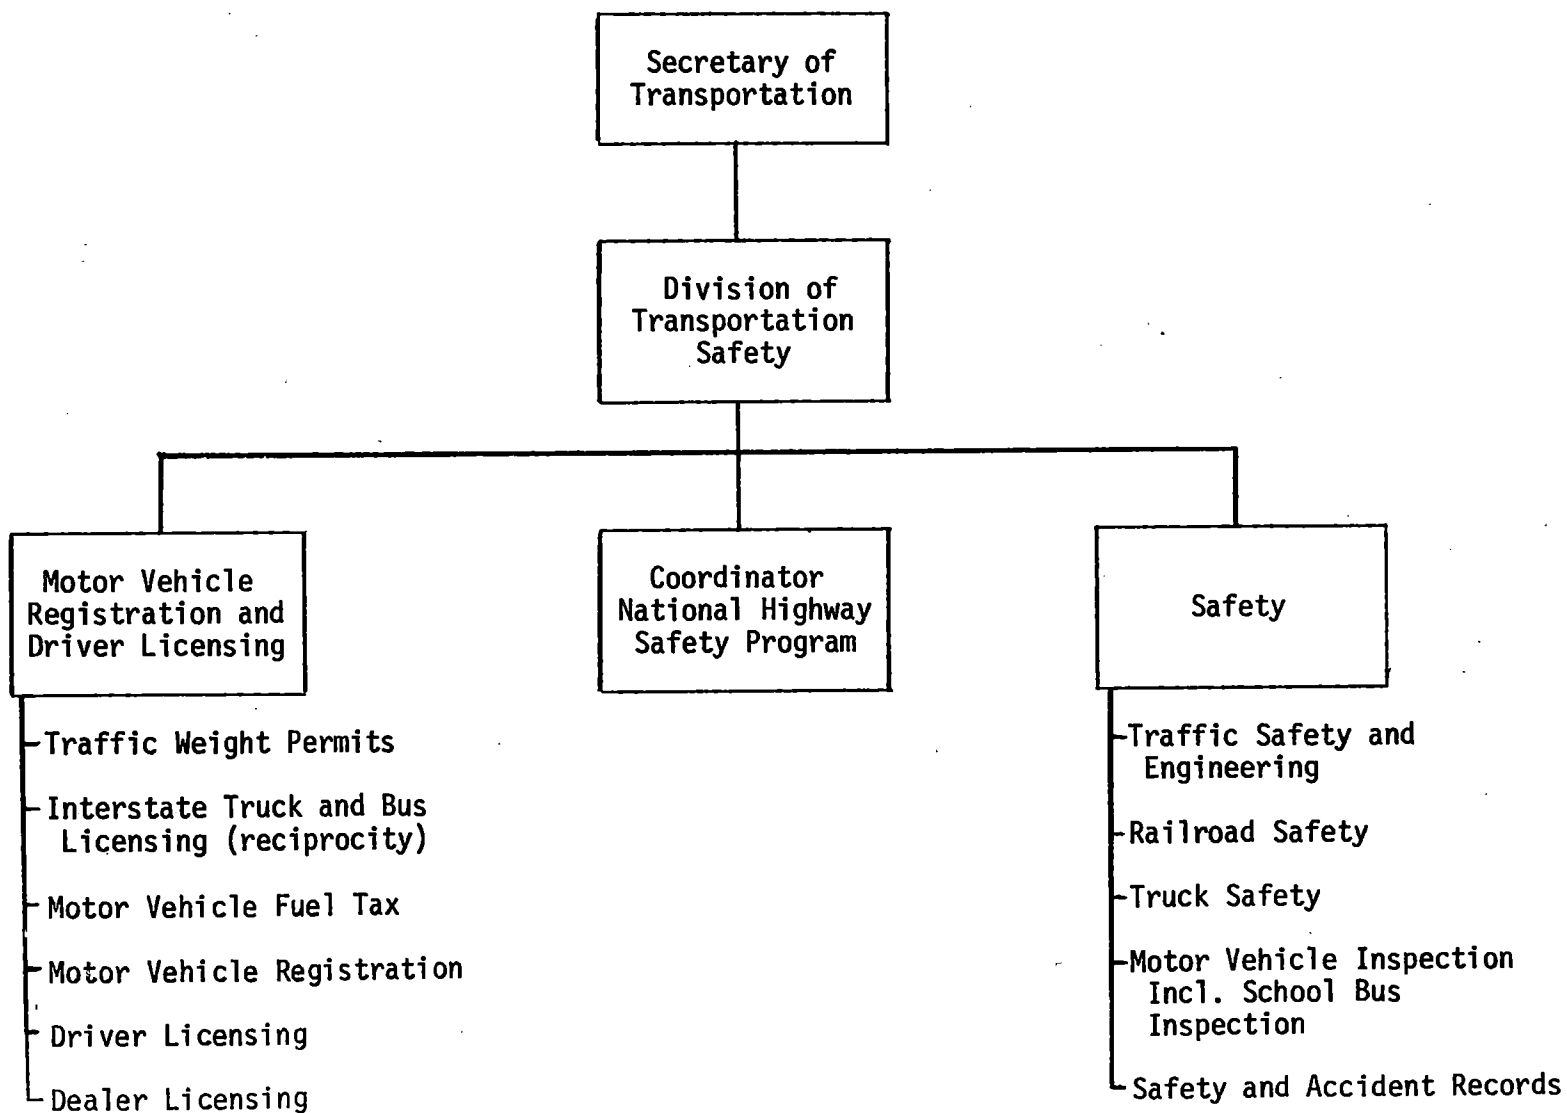 Secretary of
Transportation
Division of
Transportation
Safety
Motor Vehicle
Registration and
Driver Licensing
Coordinator
National Highway
Safety Program
Safety
Traffic Weight Permits
Interstate Truck and Bus
Licensing (reciprocity)
Motor Vehicle Fuel Tax
Motor Vehicle Registration
Driver Licensing
Dealer Licensing
Traffic Safety and
Engineering
Railroad Safety
Truck Safety
Motor Vehicle Inspection
Incl. School Bus
Inspection
Safety and Accident Records